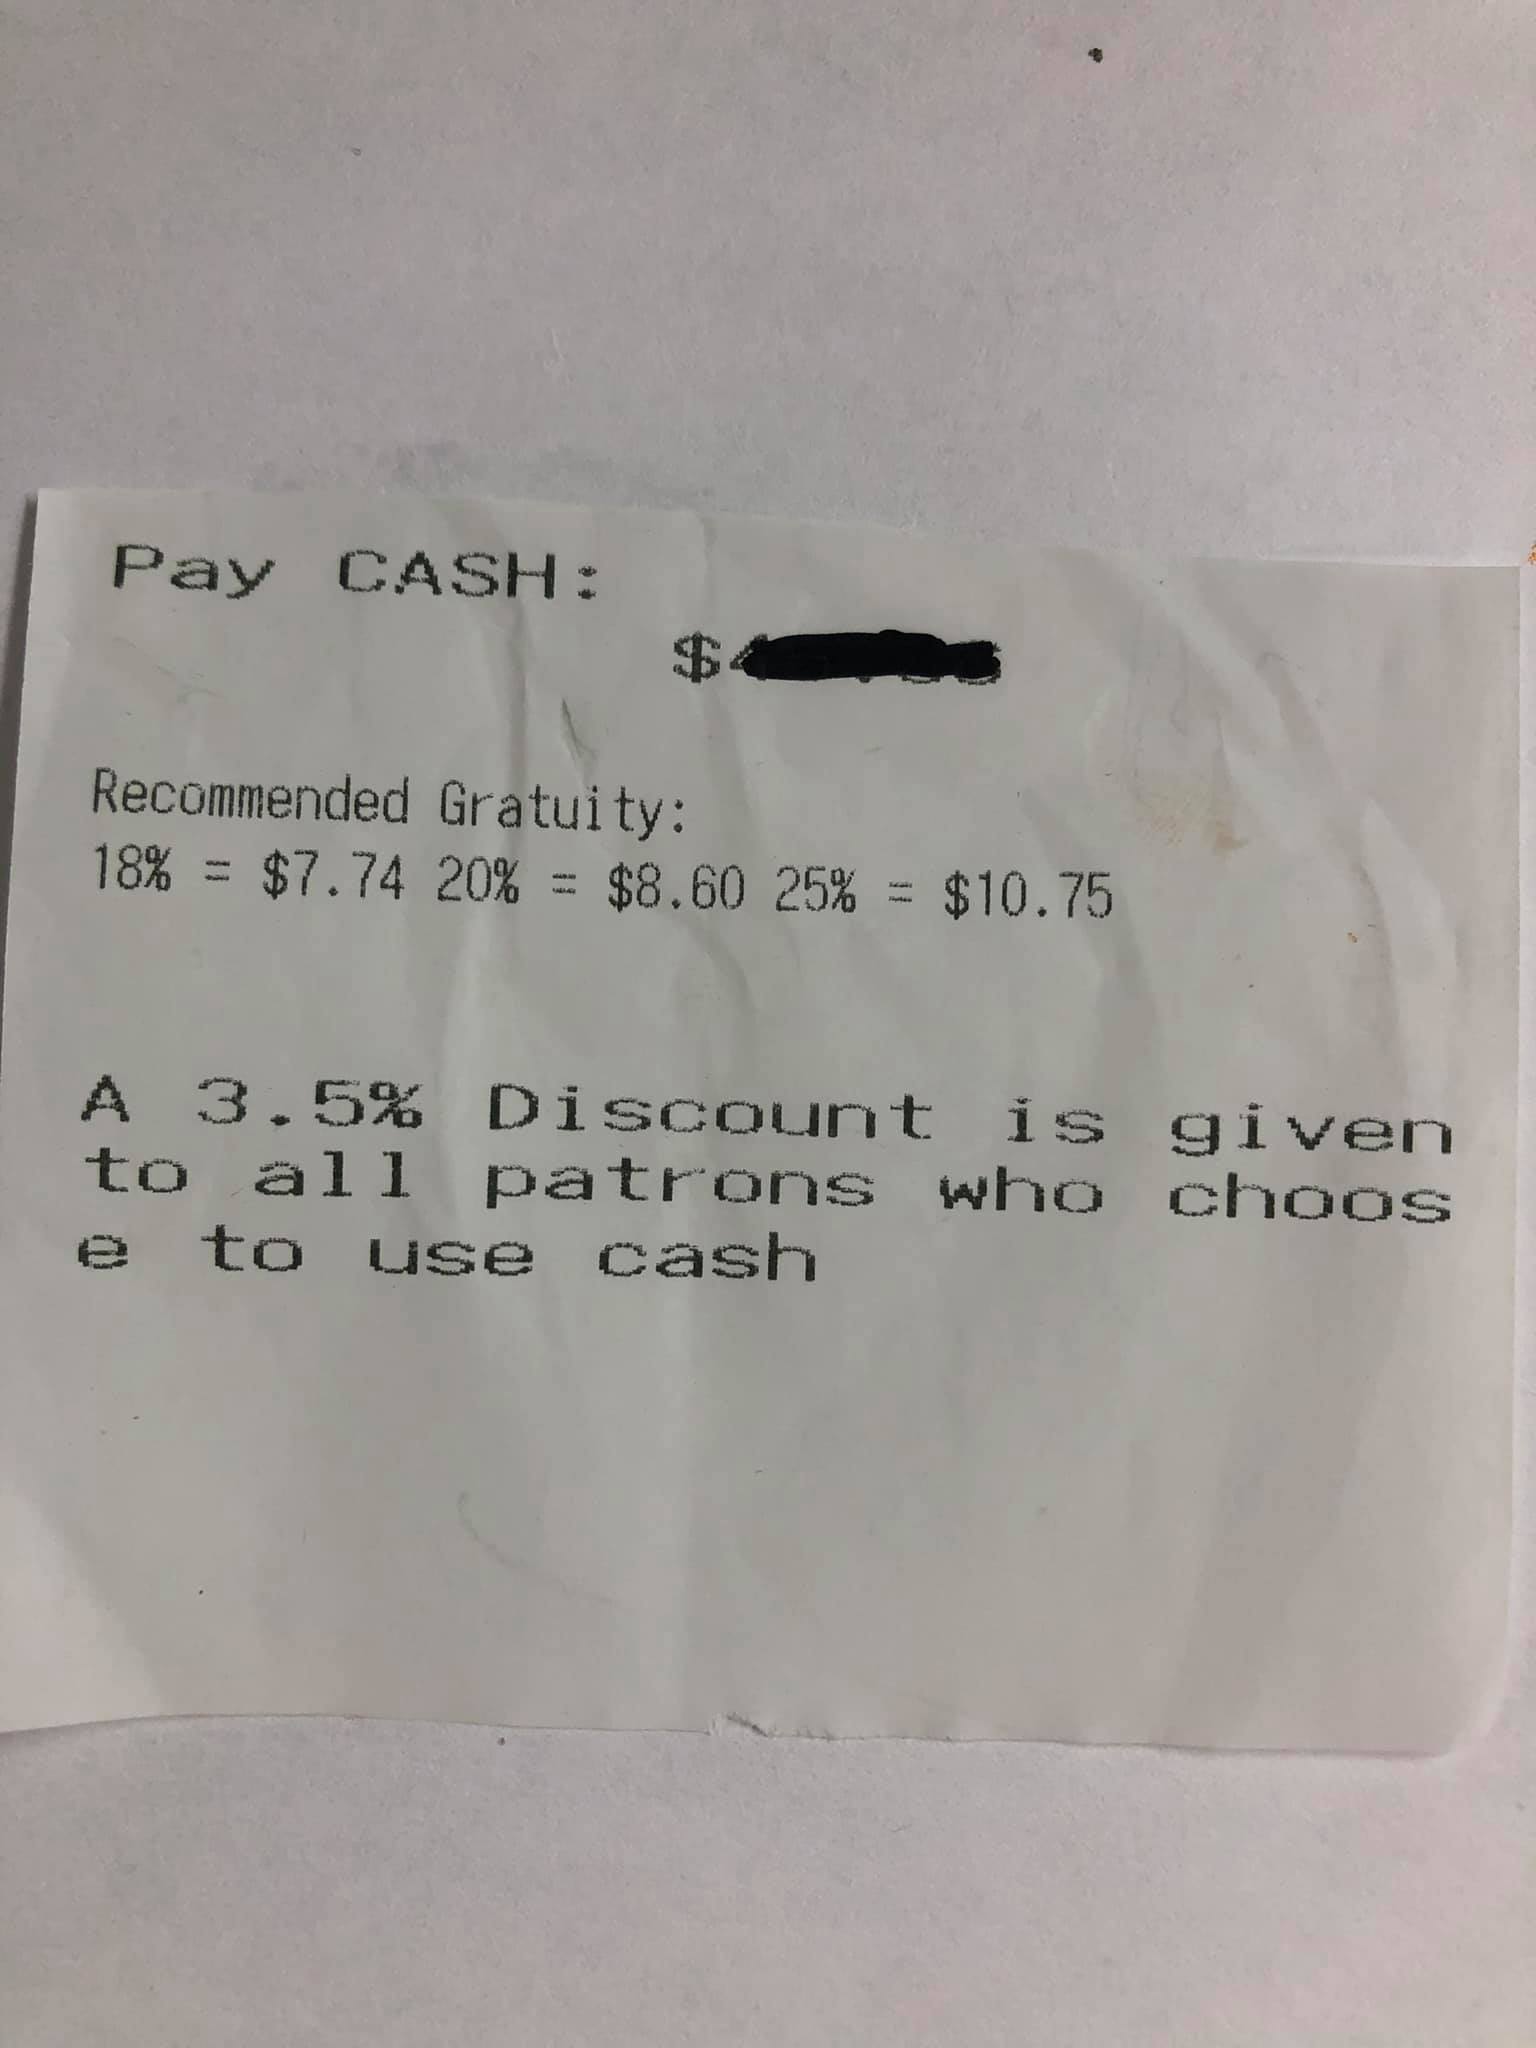 Pay CASH:
$
Recommended Gratuity:
18% = $7.74 20% = $8.60 25% = $10.75
A 3.5% Discount is given
to all patrons who choos
e to use cash